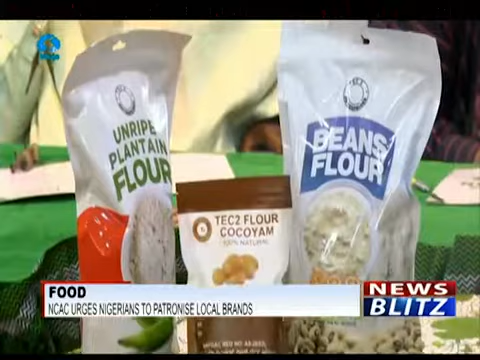 UNRIPE
PLANTAIN
FLOUR
BEANS
FLOUR
TEC2 FLOUR
COCOYAM
100% NATURAL
FOOD
NCAC URGES NIGERIANS TO PATRONISE LOCAL BRANDS
NEWS
BLITZ